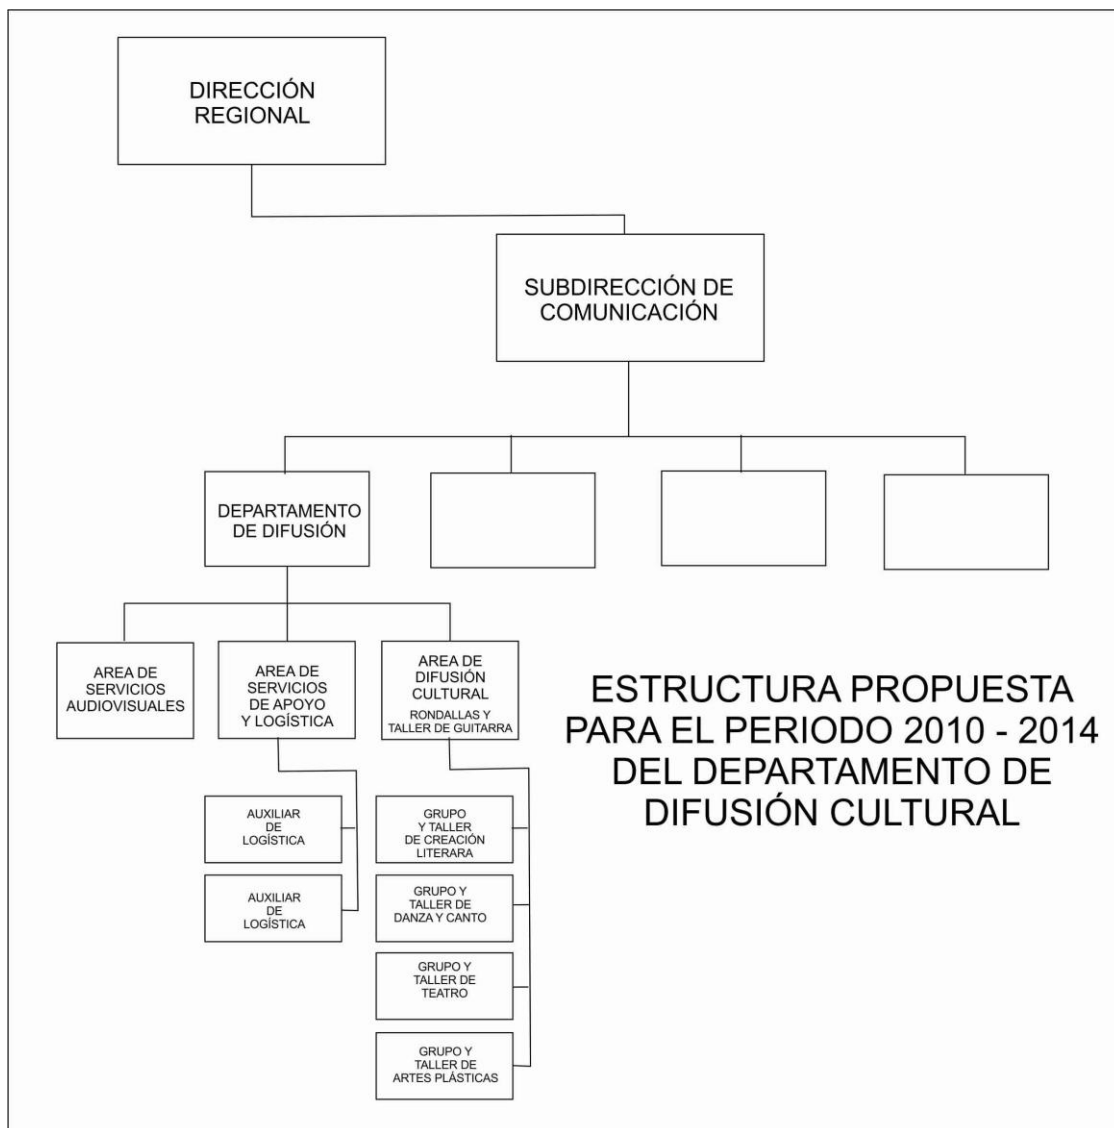 DIRECCIÓN
REGIONAL
SUBDIRECCIÓN DE
COMUNICACIÓN
DEPARTAMENTO
DE DIFUSIÓN
AREA DE
SERVICIOS
AUDIOVISUALES
AREA DE
SERVICIOS
DE APOYO
Y LOGÍSTICA
AREA DE
DIFUSIÓN
CULTURAL
RONDALLAS Y
TALLER DE GUITARRA
ESTRUCTURA PROPUESTA
PARA EL PERIODO 2010 - 2014
DEL DEPARTAMENTO DE
DIFUSIÓN CULTURAL
AUXILIAR
DE
LOGÍSTICA
AUXILIAR
DE
LOGÍSTICA
GRUPO
Y TALLER
DE CREACIÓN
LITERARA
GRUPO Y
TALLER DE
DANZA Y CANTO
GRUPO Y
TALLER DE
TEATRO
GRUPO Y
TALLER DE
ARTES PLÁSTICAS